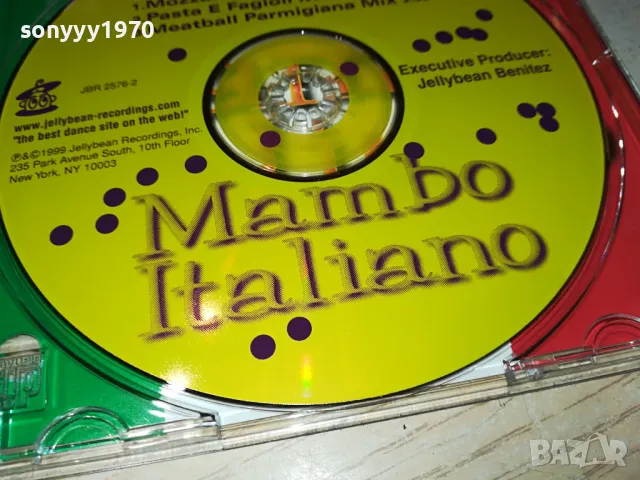 sonyyy1970
Pasta E Fagioli
Meatball Parmigiana Mix
JBR 2576-2
Executive Producer:
Jellybean Benitez
www.jellybean-recordings.com
"the best dance site on the web!"
℗&©1999 Jellybean Recordings, Inc.
235 Park Avenue South, 10th Floor
New York, NY 10003
Mambo
Italiano
BAZAR